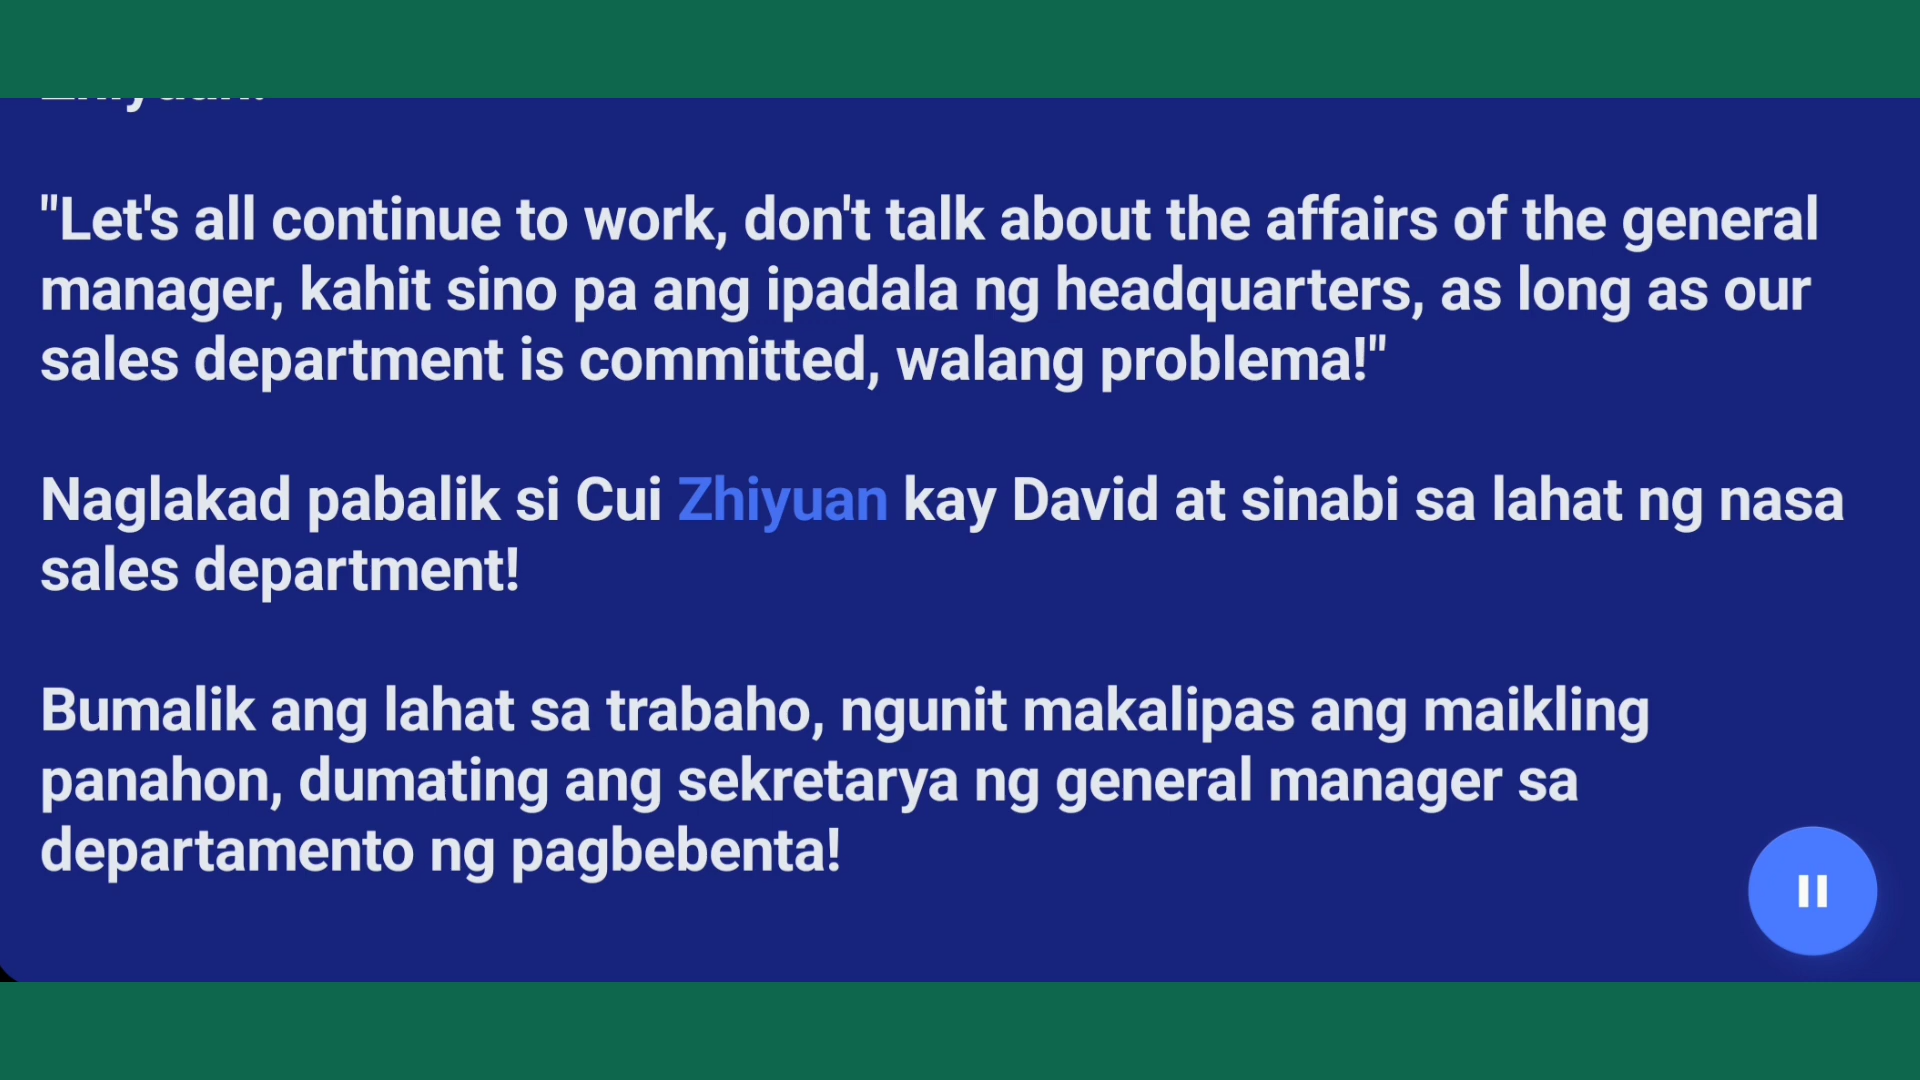 "Let's all continue to work, don't talk about the affairs of the general
manager, kahit sino pa ang ipadala ng headquarters, as long as our
sales department is committed, walang problema!"
Naglakad pabalik si Cui Zhiyuan kay David at sinabi sa lahat ng nasa
sales department!
Bumalik ang lahat sa trabaho, ngunit makalipas ang maikling
panahon, dumating ang sekretarya ng general manager sa
departamento ng pagbebenta!